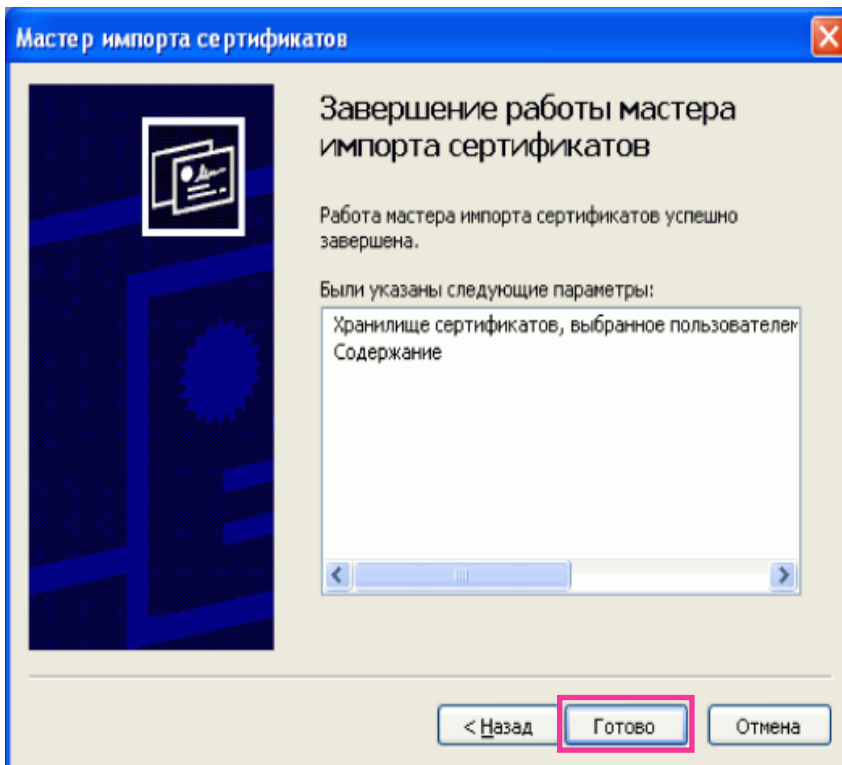 Мастер импорта сертификатов
Завершение работы мастера
импорта сертификатов
Работа мастера импорта сертификатов успешно
завершена.
Были указаны следующие параметры:
Хранилище сертификатов, выбранное
Содержание
< Назад
Готово
Отмена